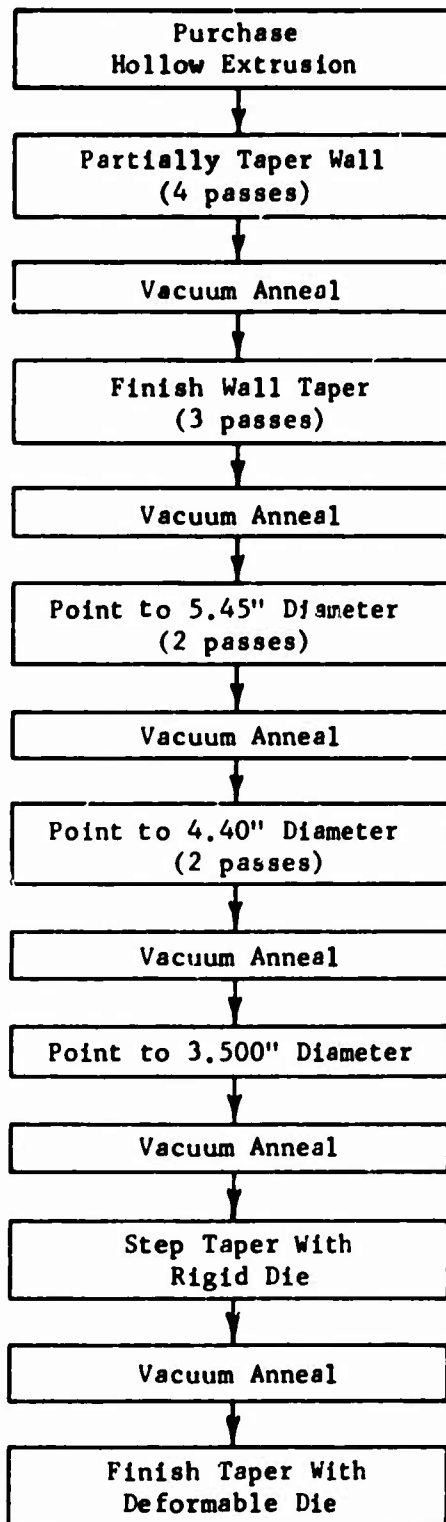 Purchase
Hollow Extrusion
Partially Taper Wall
(4 passes)
Vacuum Anneal
Finish Wall Taper
(3 passes)
Vacuum Anneal
Point to 5.45" Diameter
(2 passes)
Vacuum Anneal
Point to 4.40" Diameter
(2 passes)
Vacuum Anneal
Point to 3.500" Diameter
Vacuum Anneal
Step Taper With
Rigid Die
Vacuum Anneal
Finish Taper With
Deformable Die